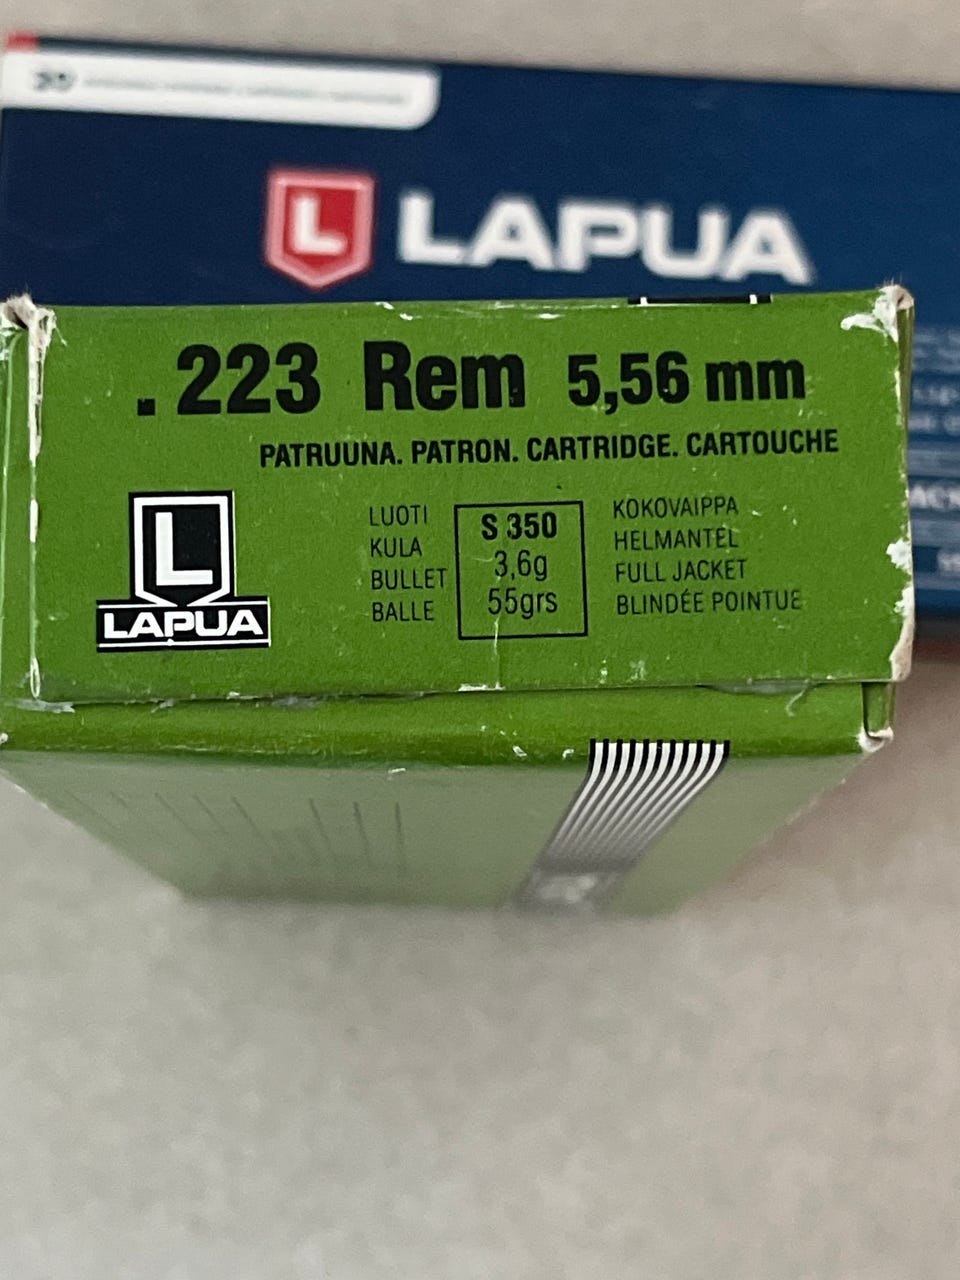 L LAPUA
.223 Rem 5,56 mm
PATRUUNA. PATRON. CARTRIDGE. CARTOUCHE
L
LAPUA
LUOTI
KULA
BULLET
BALLE
S 350
3,6g
55grs
KOKOVAIPPA
HELMANTEL
FULL JACKET
BLINDÉE POINTUE